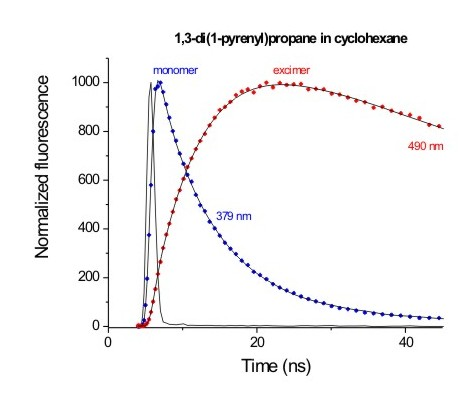 1,3-di(1-pyrenyl)propane in cyclohexane
monomer
excimer
1000
800
600
400
200
0
Normalized fluorescence
490 nm
379 nm
0
20
40
Time (ns)